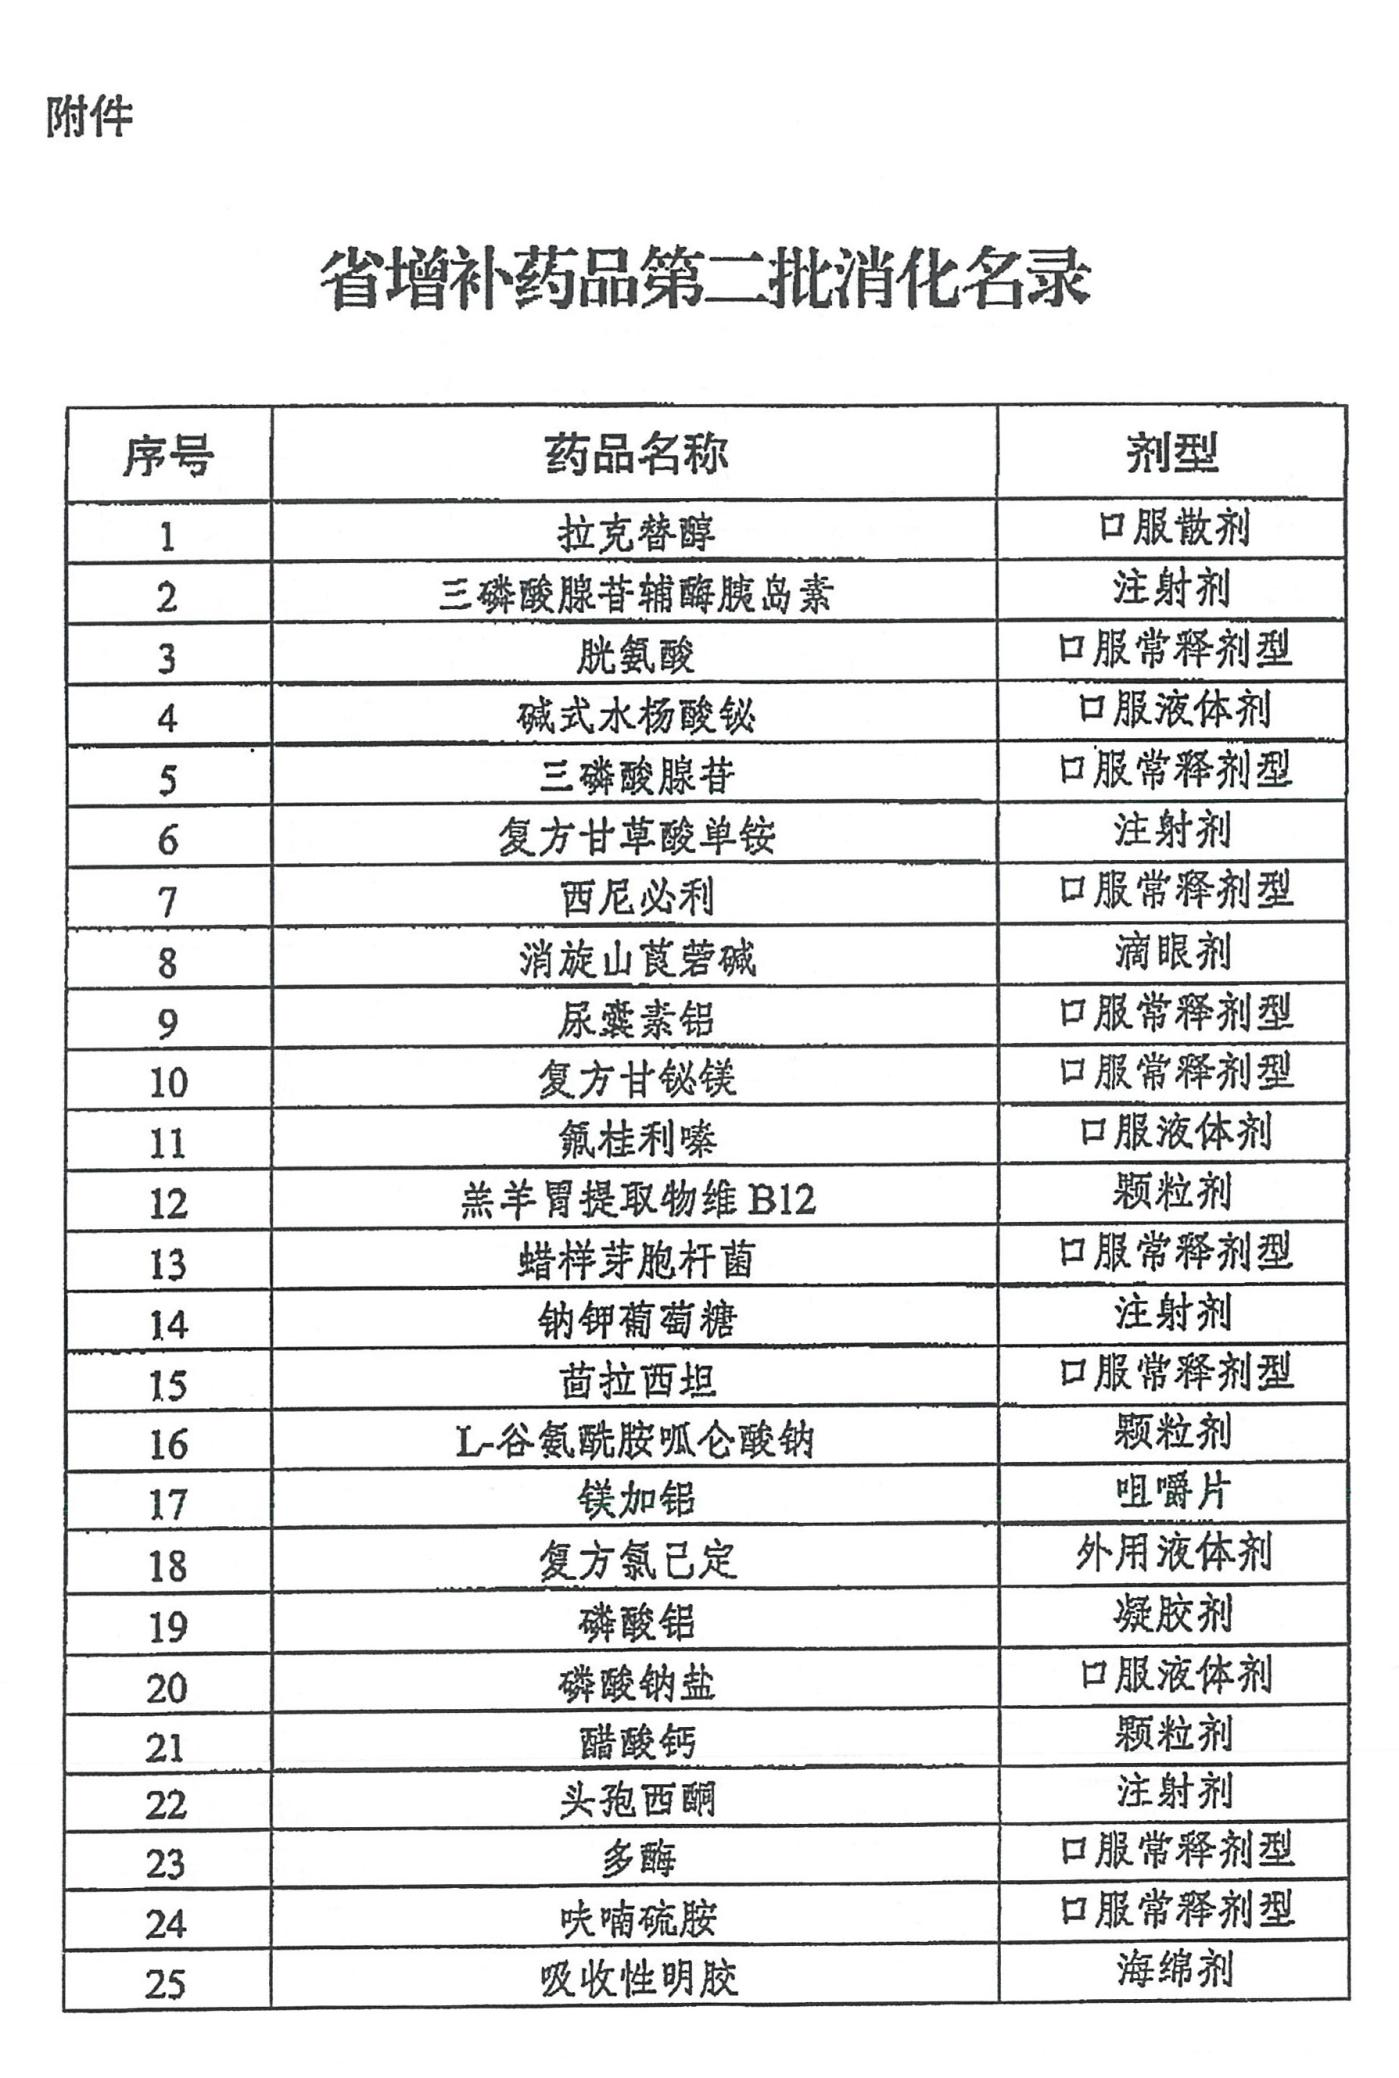 附件
省增补药品第二批消化名录
序号 药品名称 剂型
1 拉克替醇 口服散剂
2 三磷酸腺苷辅酶胰岛素 注射剂
3 胱氨酸 口服常释剂型
4 碱式水杨酸铋 口服液体剂
5 三磷酸腺苷 口服常释剂型
6 复方甘草酸单铵 注射剂
7 西尼必利 口服常释剂型
8 消旋山莨菪碱 滴眼剂
9 尿囊素铝 口服常释剂型
10 复方甘铋镁 口服常释剂型
11 氟桂利嗪 口服液体剂
12 羔羊胃提取物维 B12 颗粒剂
13 蜡样芽胞杆菌 口服常释剂型
14 钠钾葡萄糖 注射剂
15 茴拉西坦 口服常释剂型
16 L-谷氨酰胺呱仑酸钠 颗粒剂
17 镁加铝 咀嚼片
18 复方氯己定 外用液体剂
19 磷酸铝 凝胶剂
20 磷酸钠盐 口服液体剂
21 醋酸钙 颗粒剂
22 头孢西酮 注射剂
23 多酶 口服常释剂型
24 呋喃硫胺 口服常释剂型
25 吸收性明胶 海绵剂